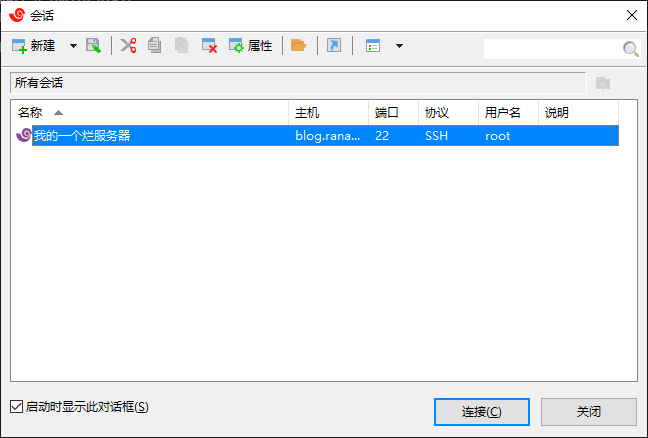 会话
新建 属性
所有会话
名称 主机 端口 协议 用户名 说明
我的一个烂服务器 blog.rana... 22 SSH root
启动时显示此对话框(S) 连接(C) 关闭